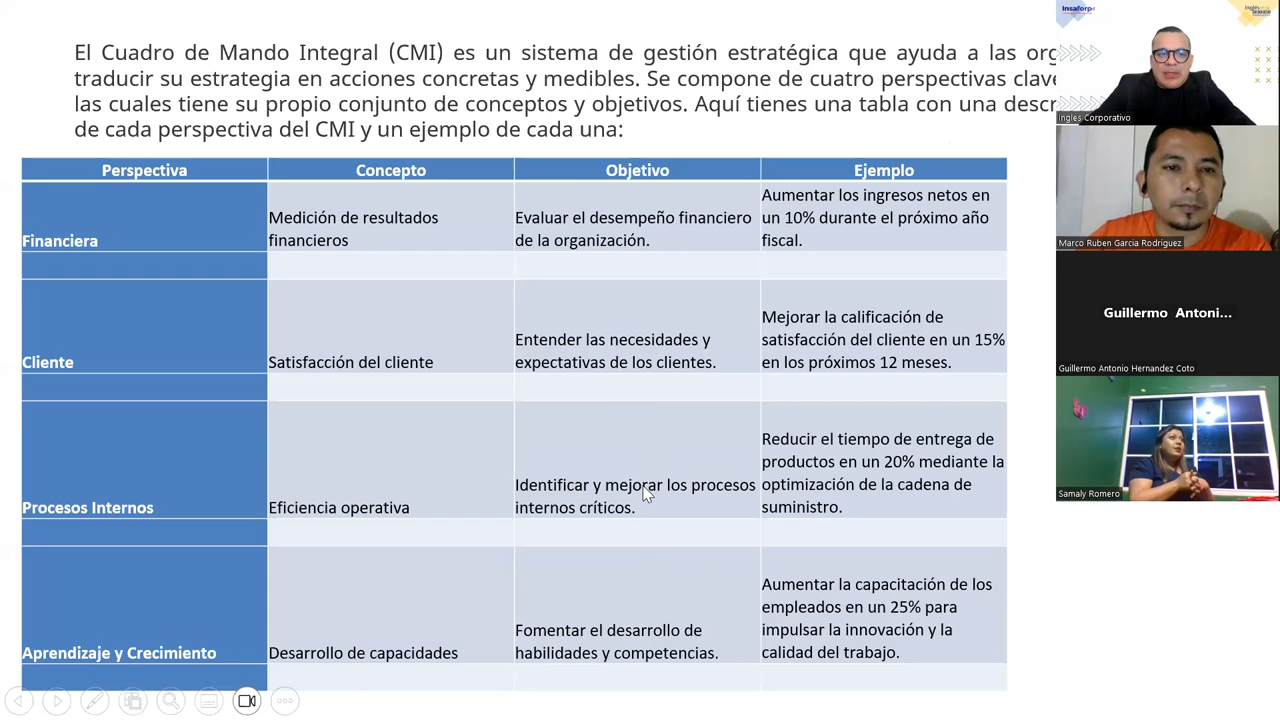 El Cuadro de Mando Integral (CMI) es un sistema de gestión estratégica que ayuda a las
traducir su estrategia en acciones concretas y medibles. Se compone de cuatro perspectivas
las cuales tiene su propio conjunto de conceptos y objetivos. Aquí tienes una tabla con una
de cada perspectiva del CMI y un ejemplo de cada una:
Perspectiva Concepto Objetivo Ejemplo
Financiera
Medición de resultados
financieros
Evaluar el desempeño financiero
de la organización.
Aumentar los ingresos netos en
un 10% durante el próximo año
fiscal.
Cliente
Satisfacción del cliente
Entender las necesidades y
expectativas de los clientes.
Mejorar la calificación de
satisfacción del cliente en un 15%
en los próximos 12 meses.
Procesos Internos
Eficiencia operativa
Identificar y mejorar los procesos
internos críticos.
Reducir el tiempo de entrega de
productos en un 20% mediante la
optimización de la cadena de
suministro.
Aprendizaje y Crecimiento
Desarrollo de capacidades
Fomentar el desarrollo de
habilidades y competencias.
Aumentar la capacitación de los
empleados en un 25% para
impulsar la innovación y la
calidad del trabajo.
Insaforp
Ingles Corporativo
Marco Ruben Garcia Rodriguez
Guillermo Antoni...
Guillermo Antonio Hernandez Coto
Samaly Romero